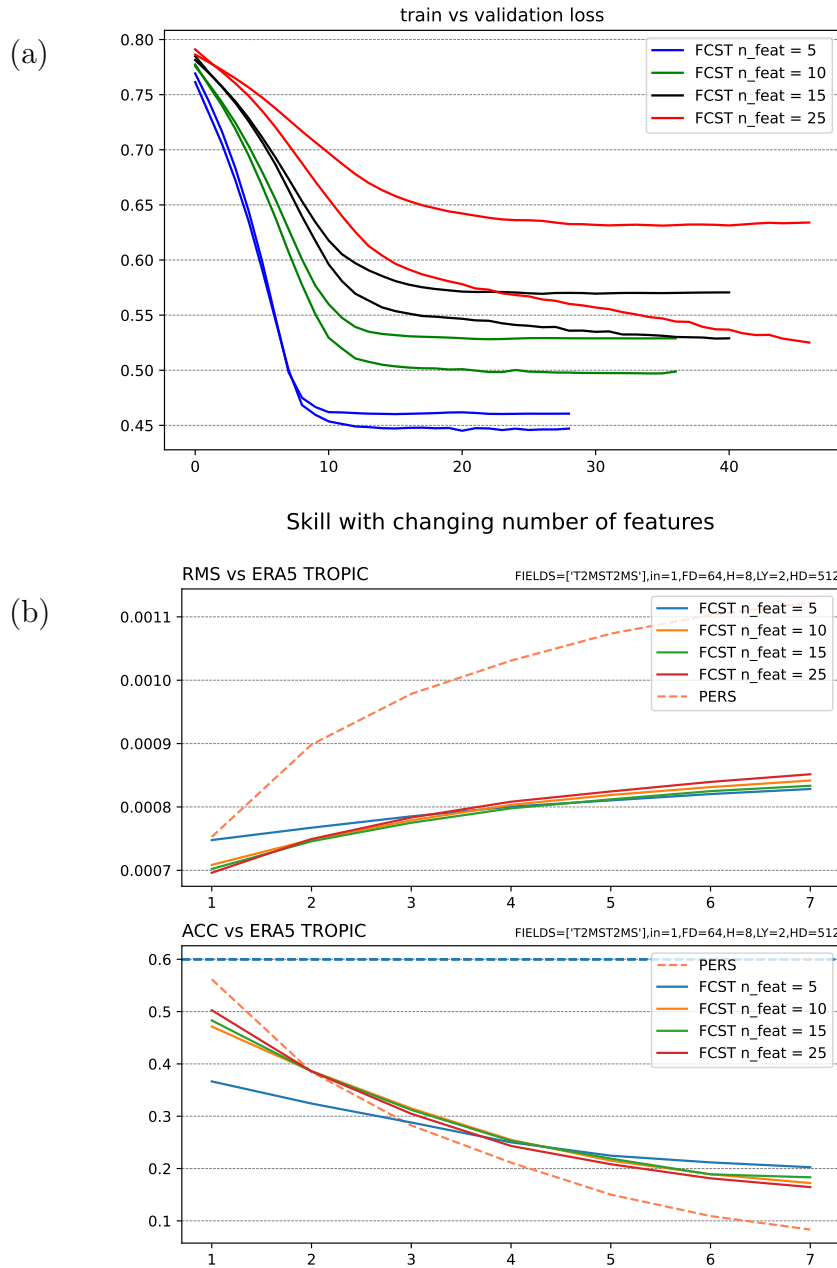 train vs validation loss
(a)
0.80
0.75
0.70
0.65
0.60
0.55
0.50
0.45
FCST n_feat = 5
FCST n_feat = 10
FCST n_feat = 15
FCST n_feat = 25
0 10 20 30 40
Skill with changing number of features
RMS vs ERA5 TROPIC
FIELDS=['T2MST2MS'],in=1,FD=64,H=8,LY=2,HD=512
(b)
0.0011
0.0010
0.0009
0.0008
0.0007
FCST n_feat = 5
FCST n_feat = 10
FCST n_feat = 15
FCST n_feat = 25
PERS
1 2 3 4 5 6 7
ACC vs ERA5 TROPIC
FIELDS=['T2MST2MS'],in=1,FD=64,H=8,LY=2,HD=512
0.6
0.5
0.4
0.3
0.2
0.1
PERS
FCST n_feat = 5
FCST n_feat = 10
FCST n_feat = 15
FCST n_feat = 25
1 2 3 4 5 6 7